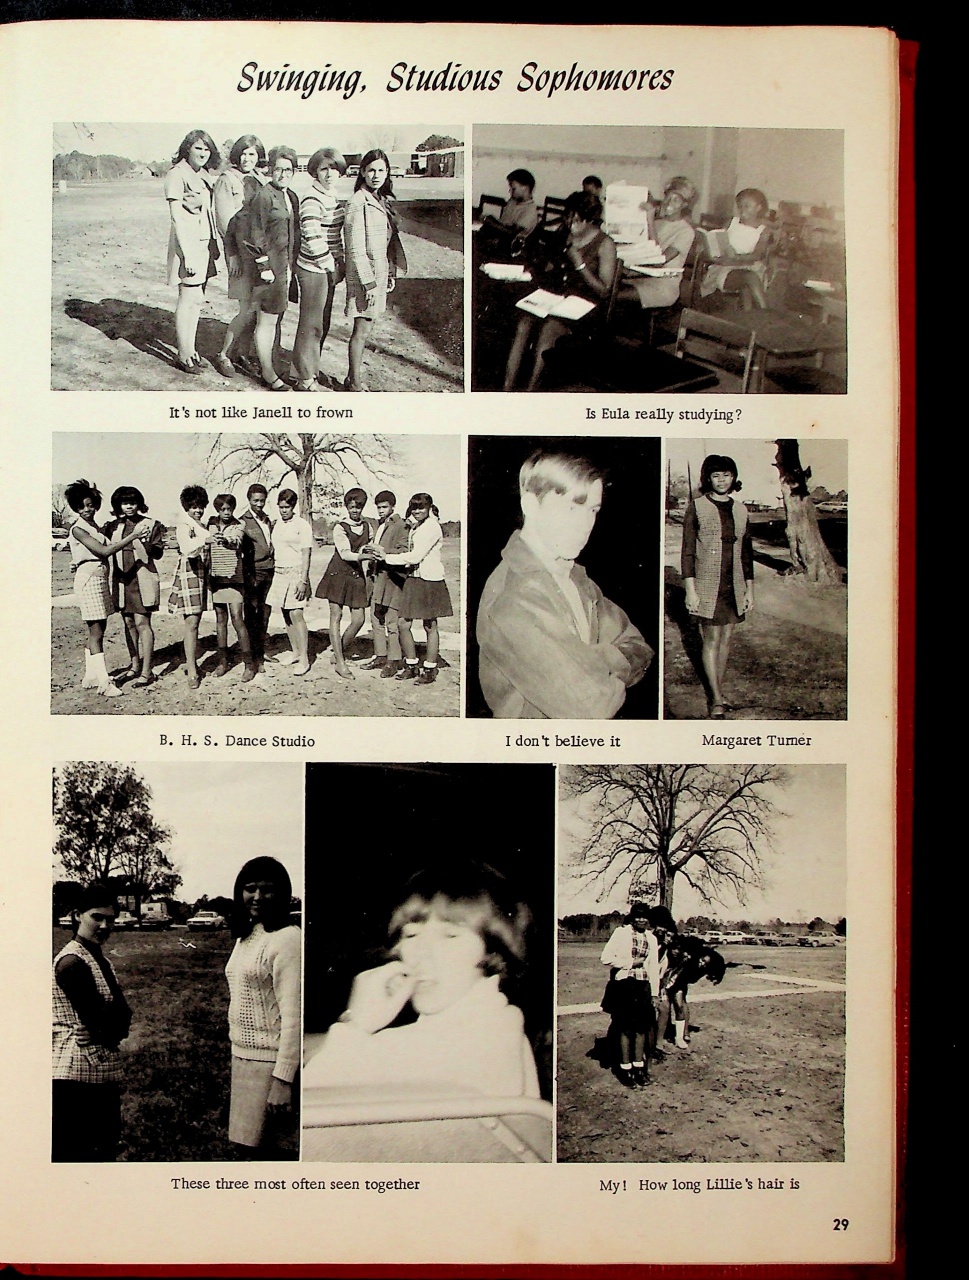 Swinging, Studious Sophomores
It's not like Janell to frown
Is Eula really studying?
B. H. S. Dance Studio
I don't believe it
Margaret Turner
These three most often seen together
My! How long Lillie's hair is
29